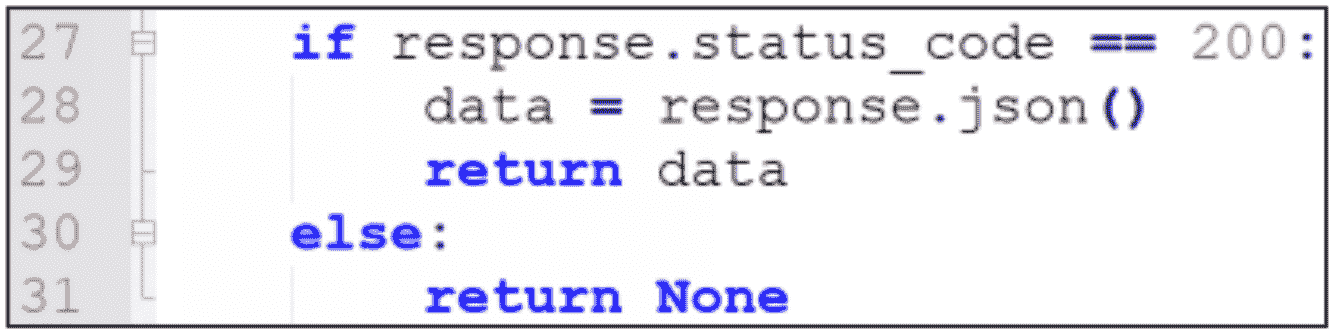 27 if response.status_code == 200:
28 data = response.json()
29 return data
30 else:
31 return None